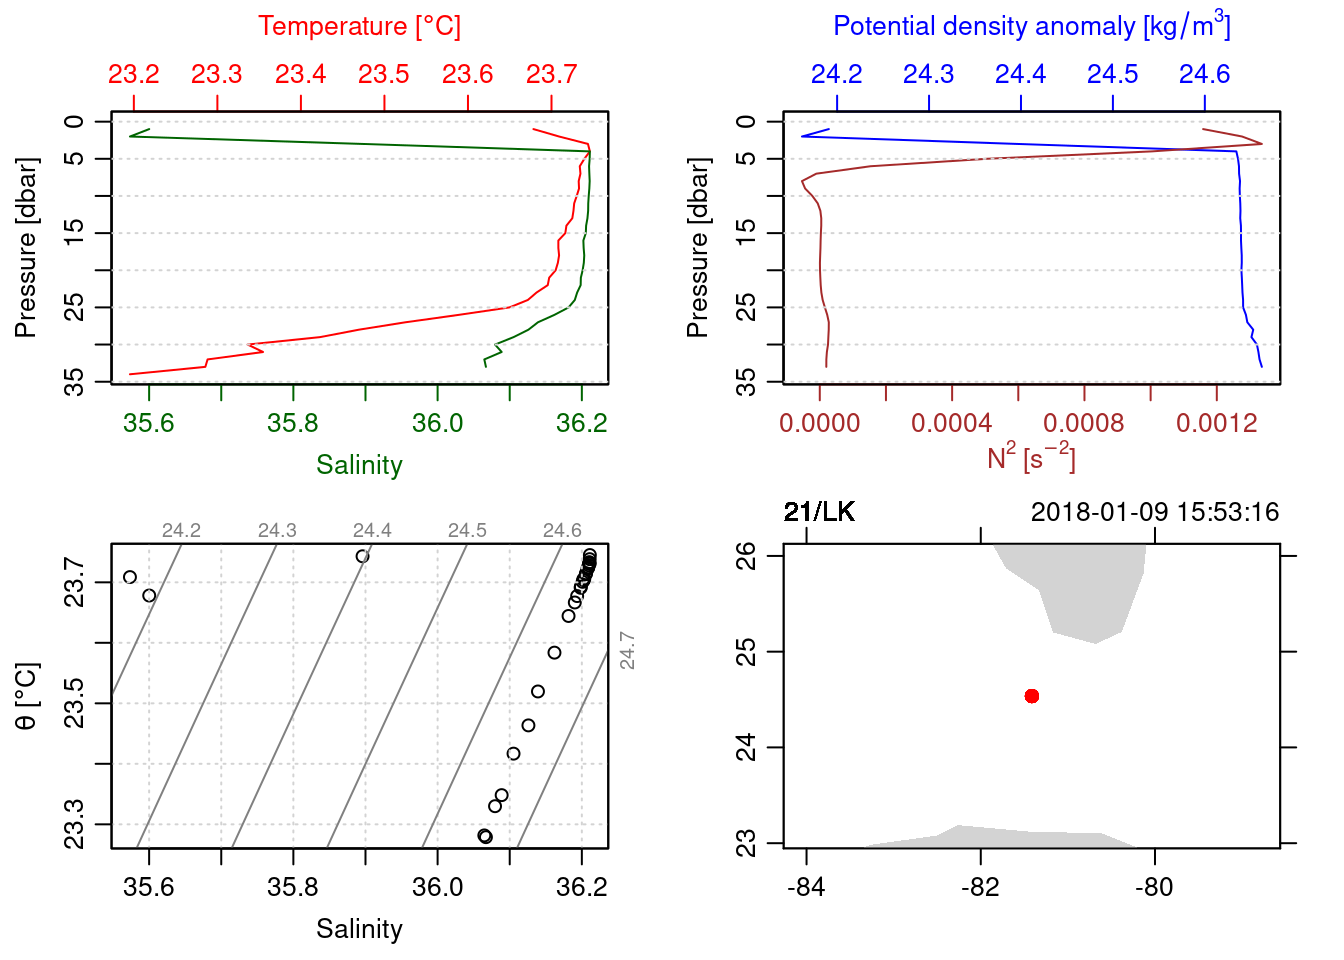 Temperature [°C]
23.2 23.3 23.4 23.5 23.6 23.7
Pressure [dbar]
0
5
15
25
35
35.6 35.8 36.0 36.2
Salinity
Potential density anomaly [kg/m³]
24.2 24.3 24.4 24.5 24.6
Pressure [dbar]
0
5
15
25
35
0.0000 0.0004 0.0008 0.0012
N² [s⁻²]
24.2 24.3 24.4 24.5 24.6
24.7
θ [°C]
23.7
23.5
23.3
35.6 35.8 36.0 36.2
Salinity
21/LK 2018-01-09 15:53:16
26
25
24
23
-84 -82 -80